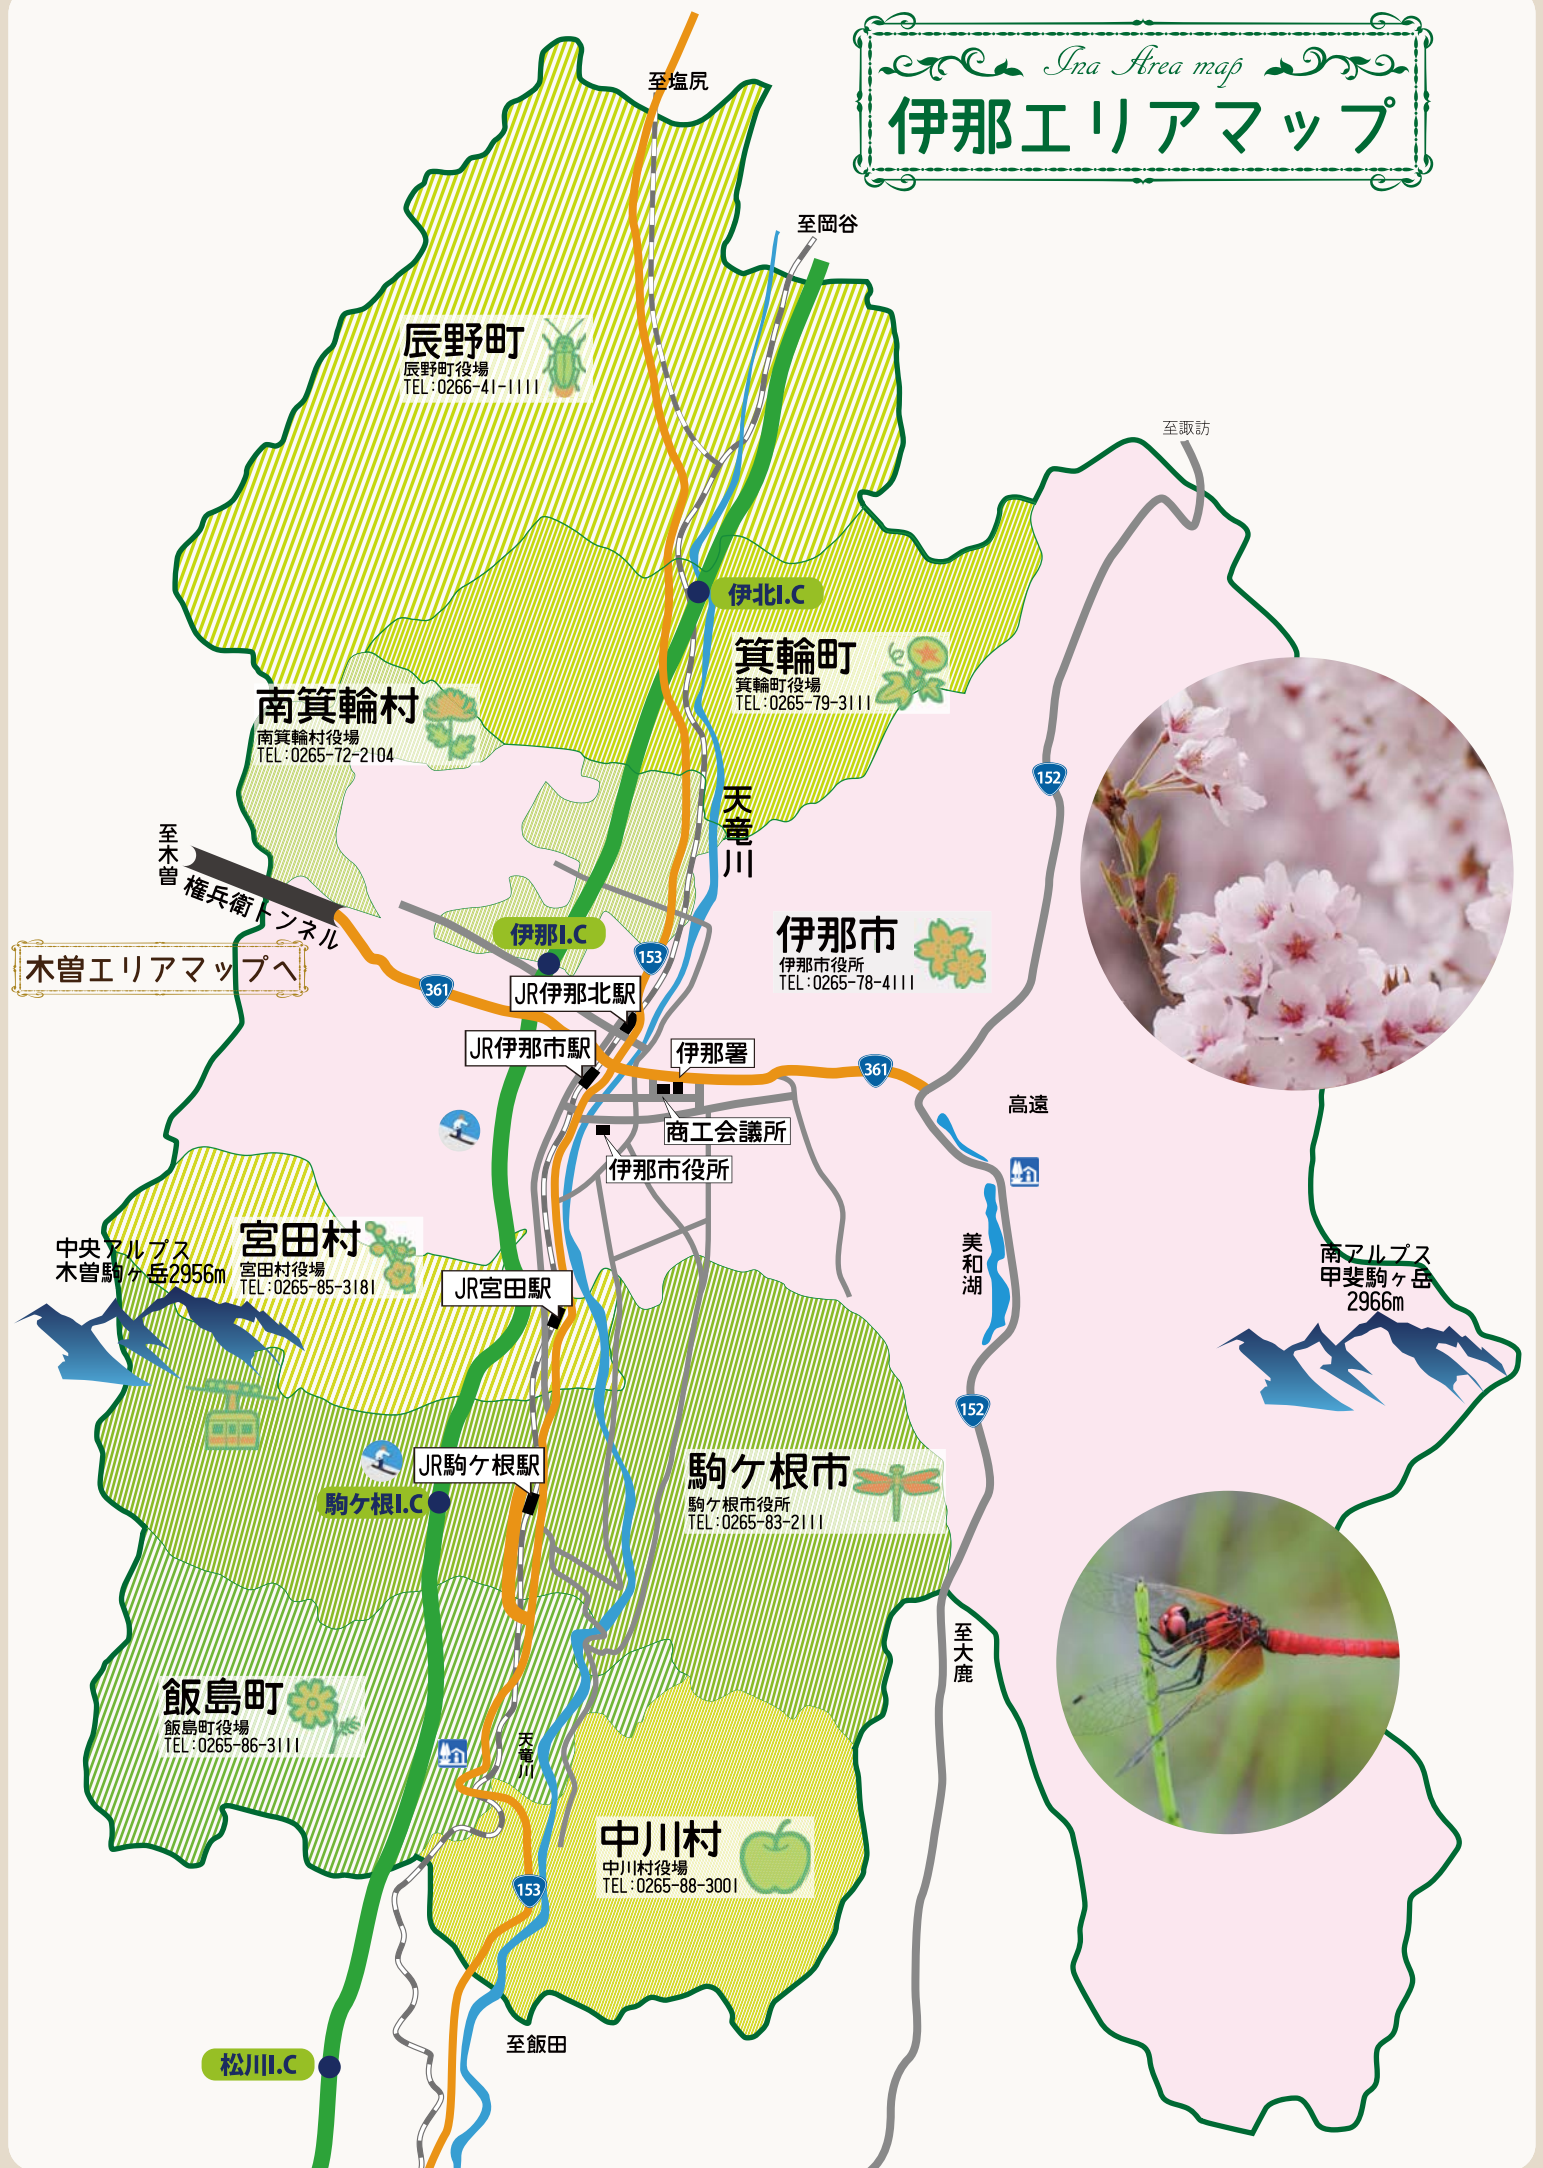 Ina Area map
伊那エリアマップ
至塩尻
至岡谷
辰野町
辰野町役場
TEL:0266-41-1111
至諏訪
伊北I.C
箕輪町
箕輪町役場
TEL:0265-79-3111
南箕輪村
南箕輪村役場
TEL:0265-72-2104
152
天竜川
至木曽
権兵衛トンネル
木曽エリアマップへ
伊那I.C
153
伊那市
伊那市役所
TEL:0265-78-4111
361
JR伊那北駅
JR伊那市駅
伊那署
361
高遠
商工会議所
伊那市役所
美和湖
中央アルプス
木曽駒ヶ岳2956m
宮田村
宮田村役場
TEL:0265-85-3181
JR宮田駅
南アルプス
甲斐駒ヶ岳
2966m
152
JR駒ケ根駅
駒ケ根I.C
駒ケ根市
駒ケ根市役所
TEL:0265-83-2111
至大鹿
飯島町
飯島町役場
TEL:0265-86-3111
天竜川
中川村
中川村役場
TEL:0265-88-3001
153
至飯田
松川I.C